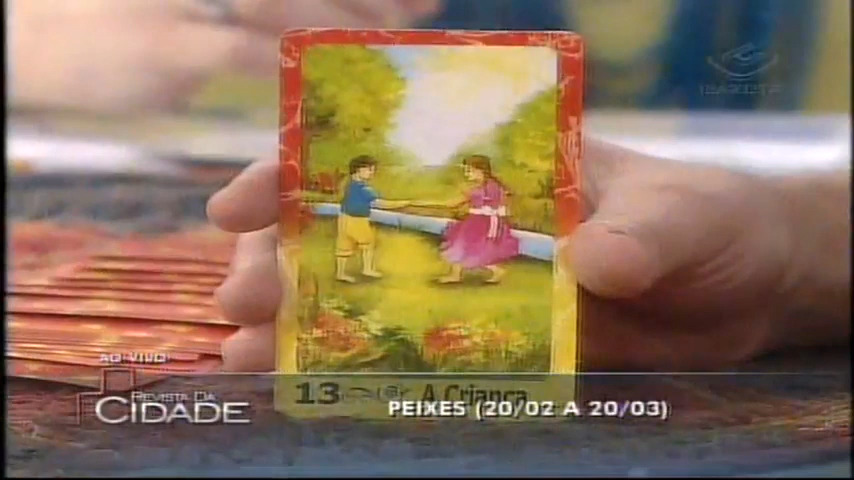 AO VIVO
REVISTA DA
CIDADE
13 A Criança
PEIXES (20/02 A 20/03)